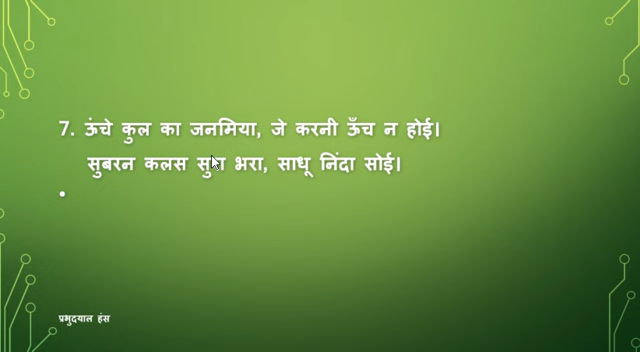 7. ऊंचे कुल का जनमिया, जे करनी ऊँच न होई।
सुबरन कलस भरा, साधू निंदा सोई।
प्रभुदयाल हंस